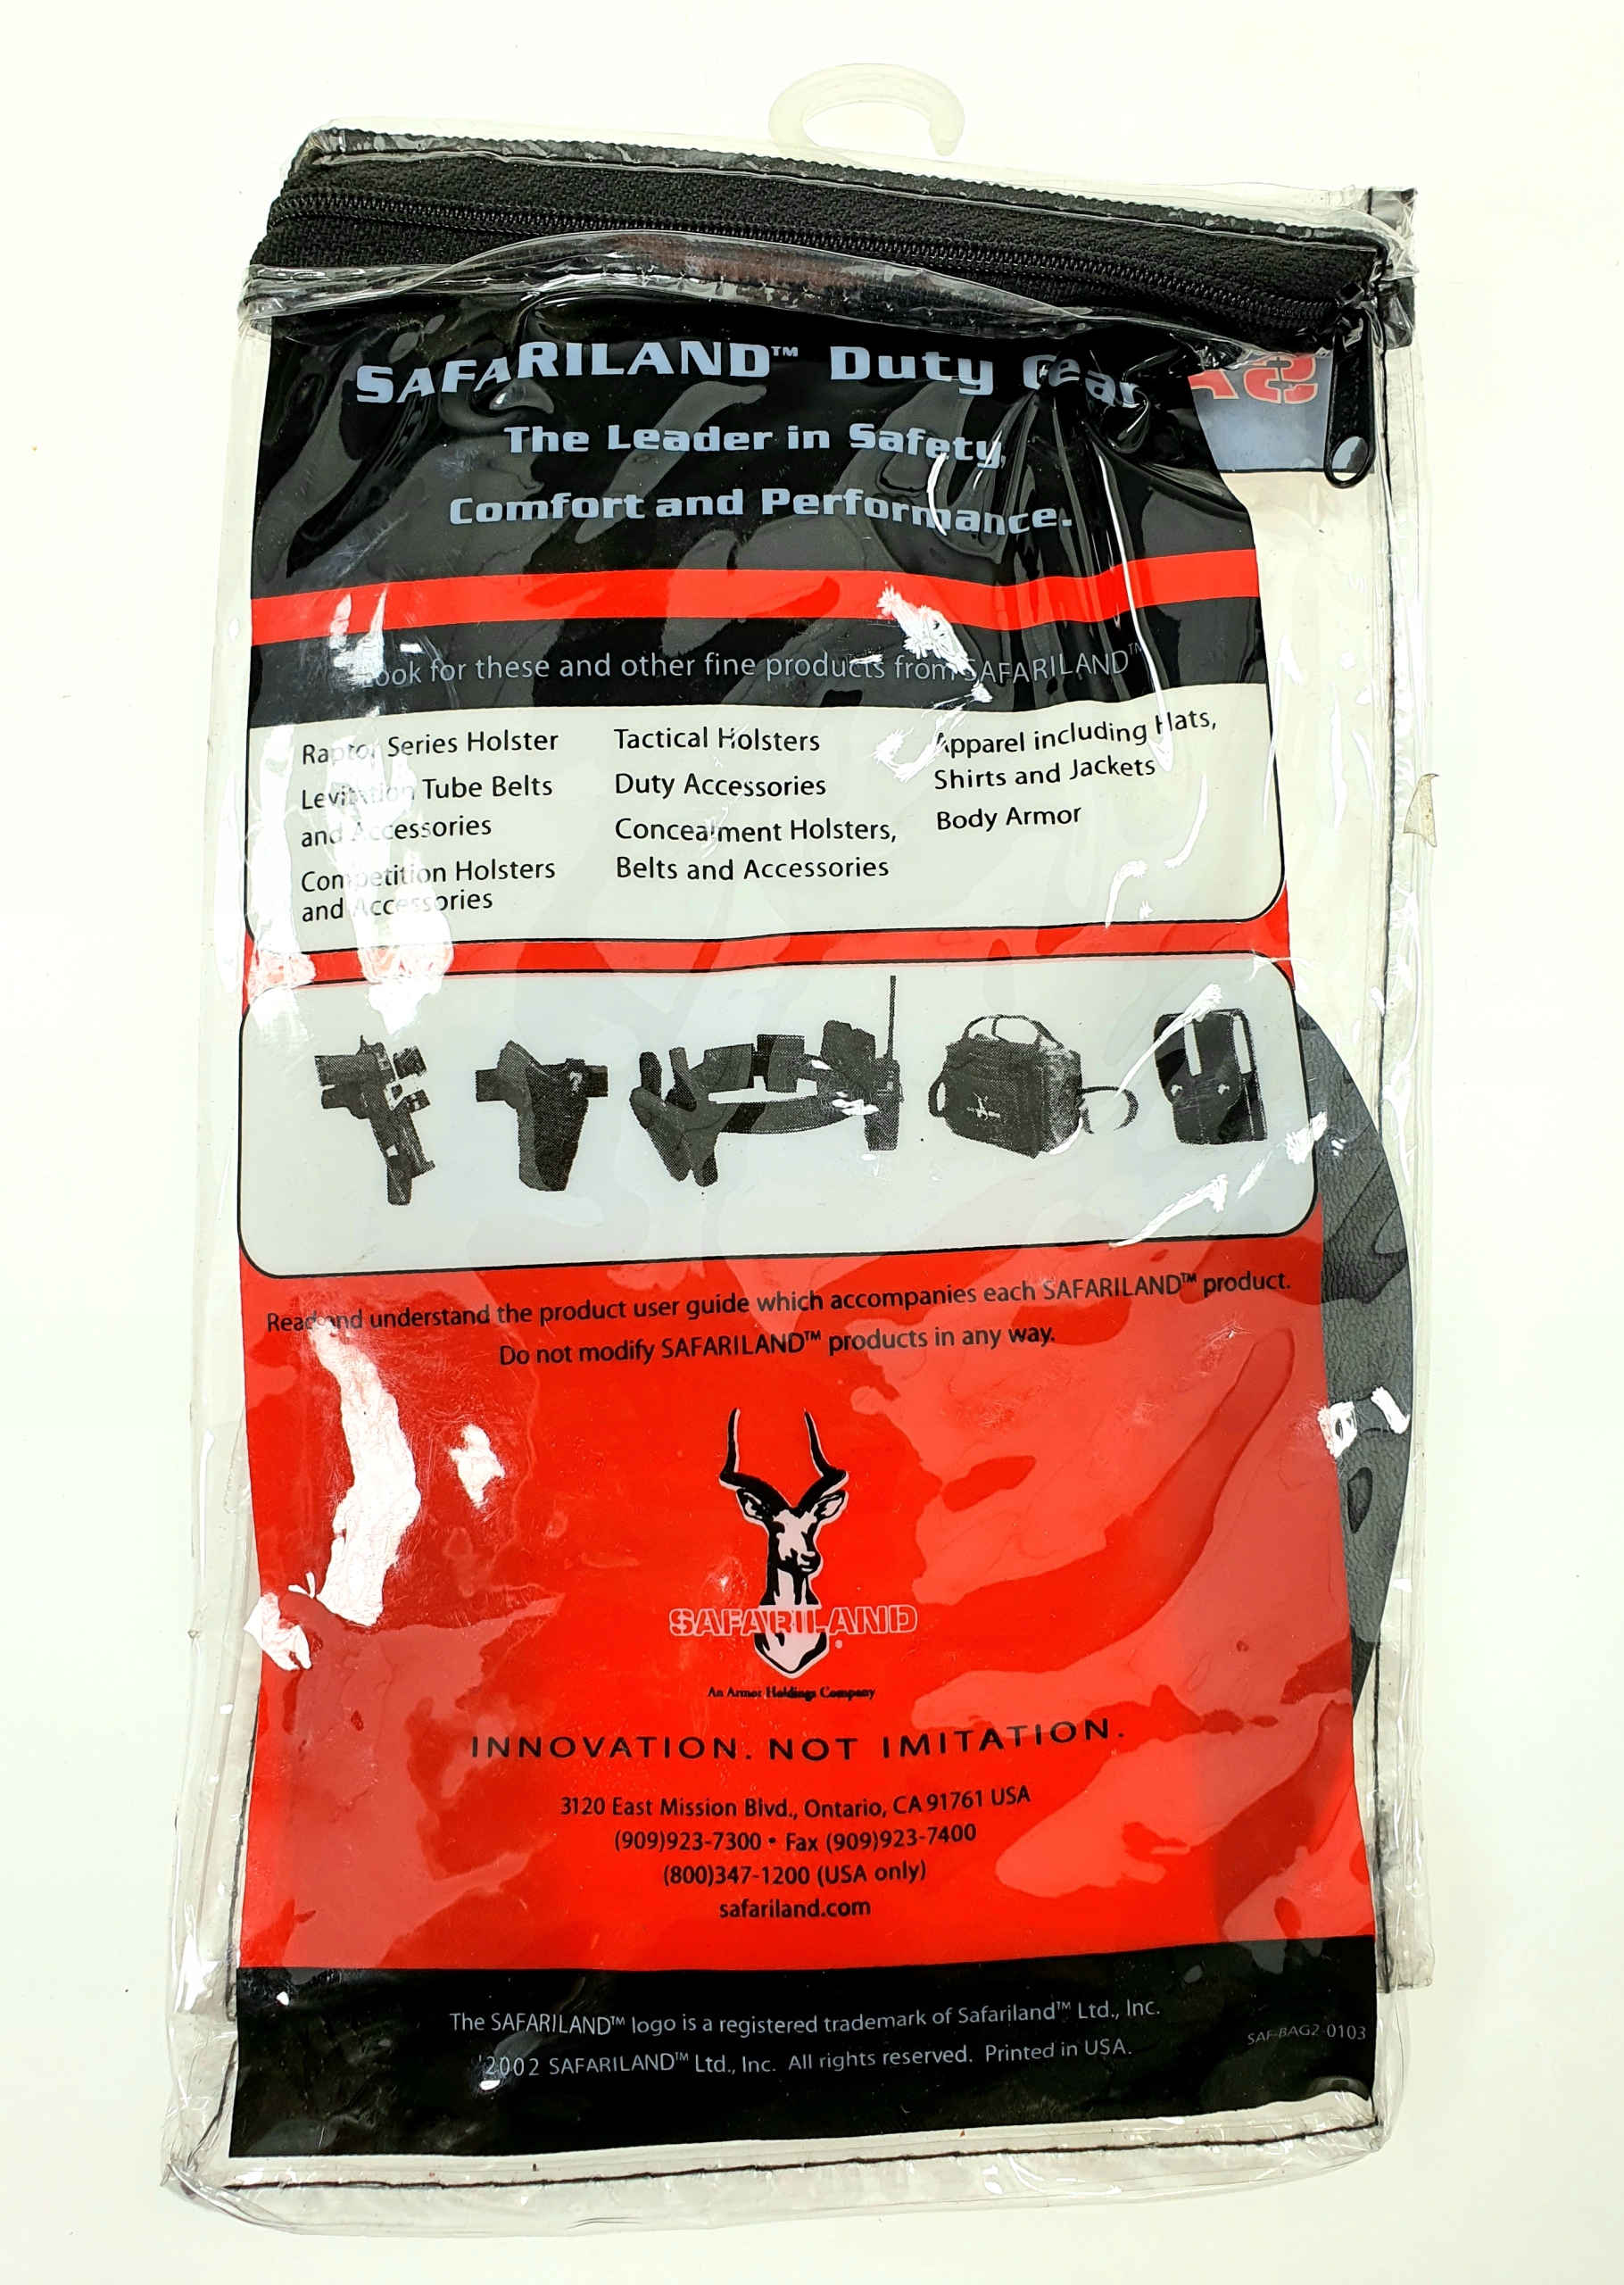 SAFARILAND™ Duty Gear
The Leader in Safety,
Comfort and Performance.
Look for these and other fine products from SAFARILAND™
Raptor Series Holster
Levitation Tube Belts
and Accessories
Competition Holsters
and Accessories
Tactical Holsters
Duty Accessories
Concealment Holsters,
Belts and Accessories
Apparel including Hats,
Shirts and Jackets
Body Armor
Read and understand the product user guide which accompanies each SAFARILAND™ product.
Do not modify SAFARILAND™ products in any way.
SAFARILAND®
An Armor Holdings Company
INNOVATION. NOT IMITATION.
3120 East Mission Blvd., Ontario, CA 91761 USA
(909)923-7300 • Fax (909)923-7400
(800)347-1200 (USA only)
safariland.com
The SAFARILAND™ logo is a registered trademark of Safariland™ Ltd., Inc.
2002 SAFARILAND™ Ltd., Inc. All rights reserved. Printed in USA.
SAF-BAG2-0103